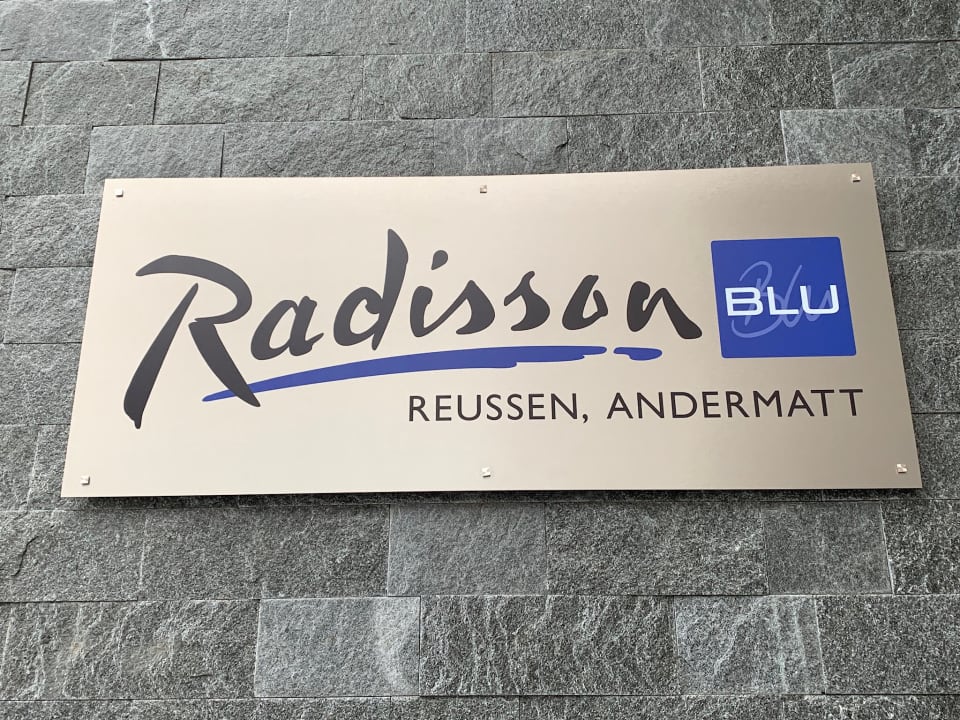 Radisson BLU
REUSSEN, ANDERMATT